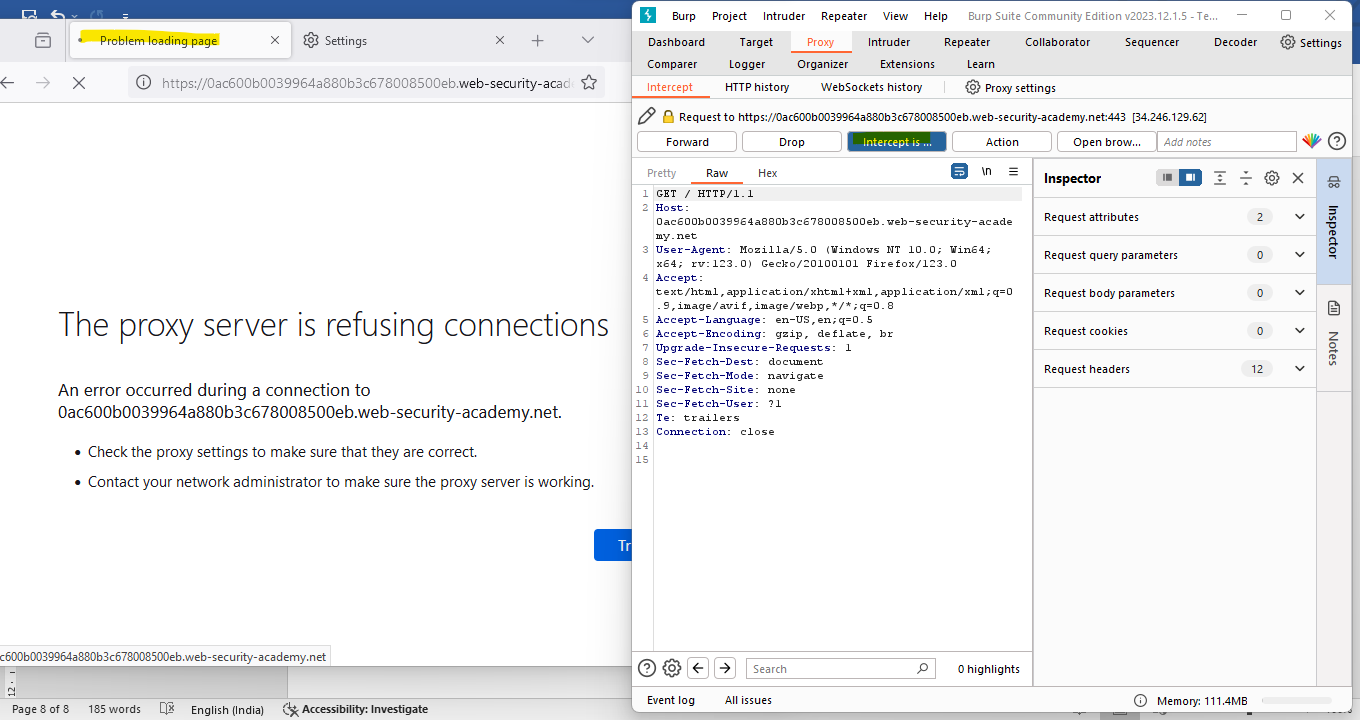 Problem loading page
Settings
https://0ac600b0039964a880b3c678008500eb.web-security-acad
The proxy server is refusing connections
An error occurred during a connection to
0ac600b0039964a880b3c678008500eb.web-security-academy.net.
Check the proxy settings to make sure that they are correct.
Contact your network administrator to make sure the proxy server is working.
Tr
c600b0039964a880b3c678008500eb.web-security-academy.net
12
Page 8 of 8 185 words English (India) Accessibility: Investigate
Burp Project Intruder Repeater View Help Burp Suite Community Edition v2023.12.1.5 - Te...
Dashboard Target Proxy Intruder Repeater Collaborator Sequencer Decoder Settings
Comparer Logger Organizer Extensions Learn
Intercept HTTP history WebSockets history Proxy settings
Request to https://0ac600b0039964a880b3c678008500eb.web-security-academy.net:443 [34.246.129.62]
Forward Drop Intercept is ... Action Open brow... Add notes
Pretty Raw Hex \n
1 GET / HTTP/1.1
2 Host:
0ac600b0039964a880b3c678008500eb.web-security-acade
my.net
3 User-Agent: Mozilla/5.0 (Windows NT 10.0; Win64;
x64; rv:123.0) Gecko/20100101 Firefox/123.0
4 Accept:
text/html,application/xhtml+xml,application/xml;q=0
.9,image/avif,image/webp,*/*;q=0.8
5 Accept-Language: en-US,en;q=0.5
6 Accept-Encoding: gzip, deflate, br
7 Upgrade-Insecure-Requests: 1
8 Sec-Fetch-Dest: document
9 Sec-Fetch-Mode: navigate
10 Sec-Fetch-Site: none
11 Sec-Fetch-User: ?1
12 Te: trailers
13 Connection: close
14
15
Search 0 highlights
Inspector
Request attributes 2
Request query parameters 0
Request body parameters 0
Request cookies 0
Request headers 12
Inspector
Notes
Event log All issues Memory: 111.4MB